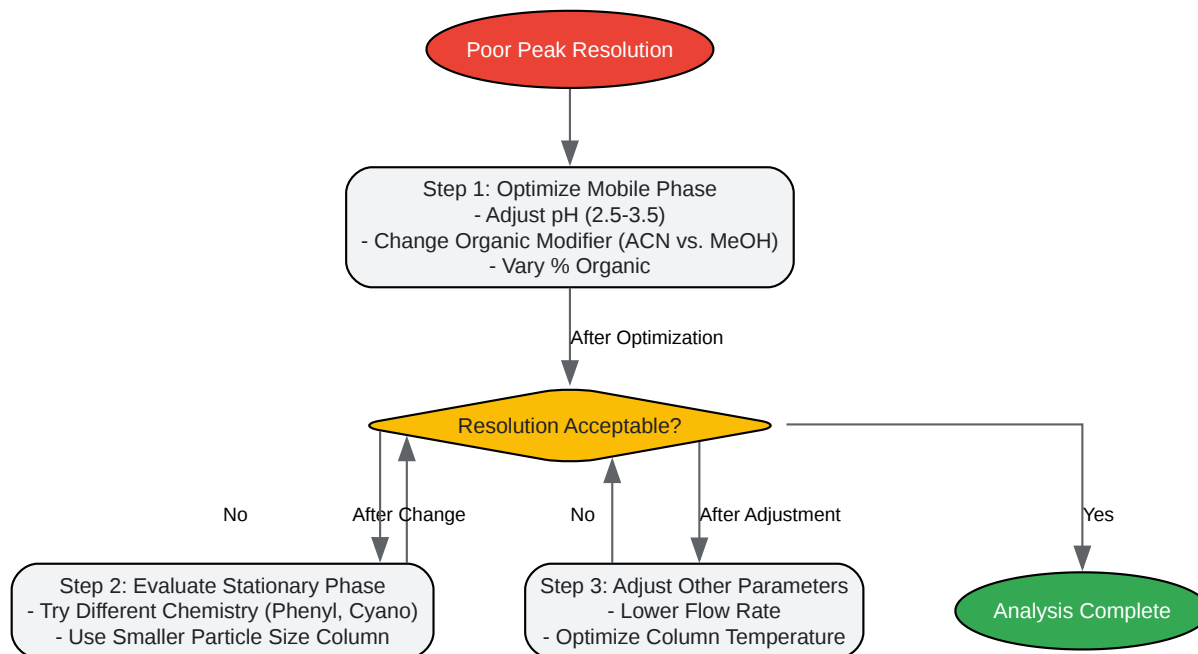 Poor Peak Resolution
Step 1: Optimize Mobile Phase
- Adjust pH (2.5-3.5)
- Change Organic Modifier (ACN vs. MeOH)
- Vary % Organic
After Optimization
Resolution Acceptable?
No
After Change
No
After Adjustment
Yes
Step 2: Evaluate Stationary Phase
- Try Different Chemistry (Phenyl, Cyano)
- Use Smaller Particle Size Column
Step 3: Adjust Other Parameters
- Lower Flow Rate
- Optimize Column Temperature
Analysis Complete